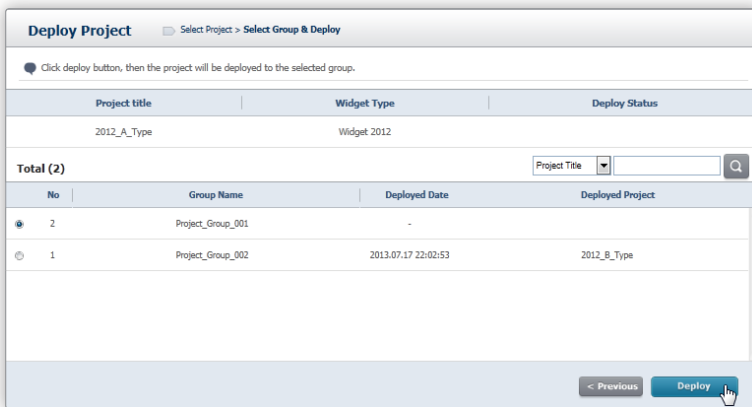 Deploy Project Select Project > Select Group & Deploy
Click deploy button, then the project will be deployed to the selected group.
Project title Widget Type Deploy Status
2012_A_Type Widget 2012
Total (2) Project Title
No Group Name Deployed Date Deployed Project
2 Project_Group_001 -
1 Project_Group_002 2013.07.17 22:02:53 2012_B_Type
< Previous Deploy